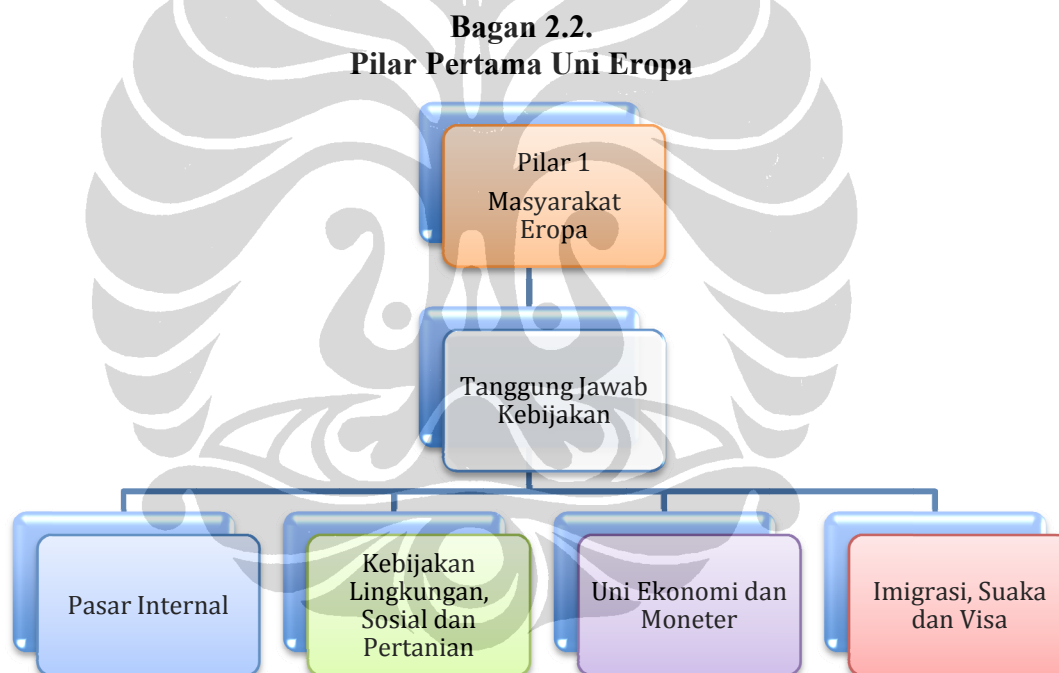 Bagan 2.2.
Pilar Pertama Uni Eropa
Pilar 1
Masyarakat
Eropa
Tanggung Jawab
Kebijakan
Pasar Internal
Kebijakan
Lingkungan,
Sosial dan
Pertanian
Uni Ekonomi dan
Moneter
Imigrasi, Suaka
dan Visa